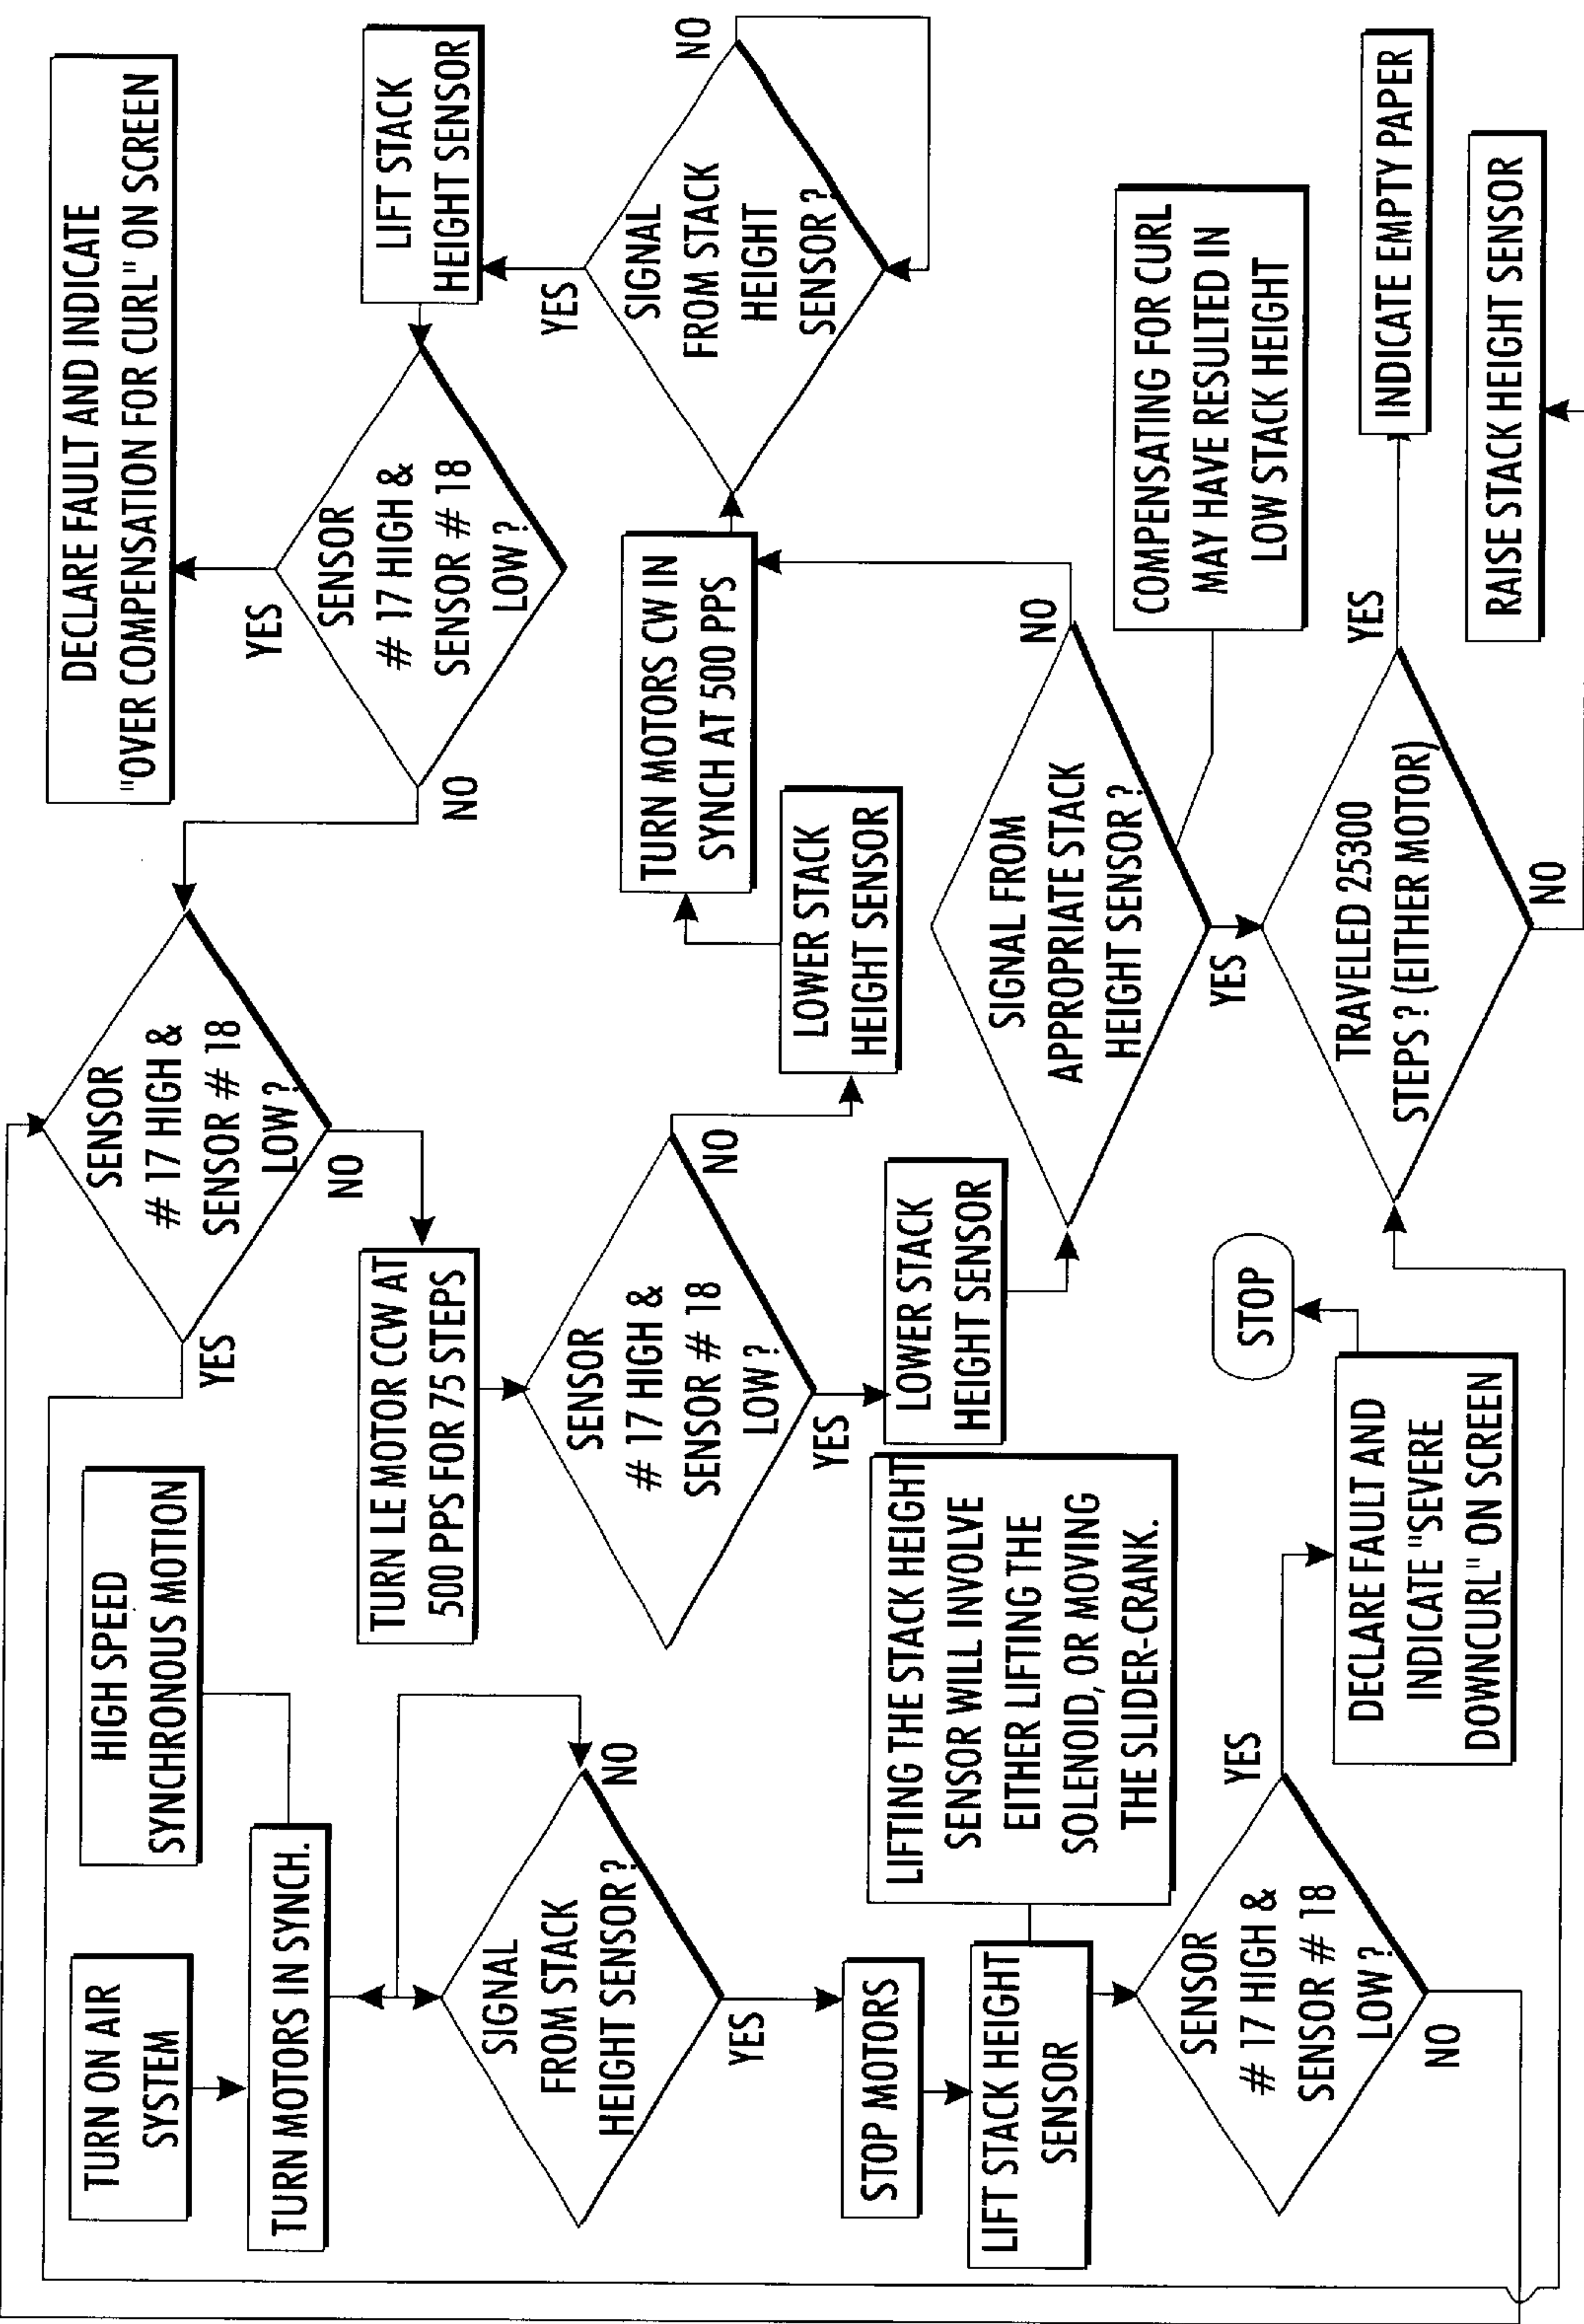 TURN ON AIR
SYSTEM
HIGH SPEED
SYNCHRONOUS MOTION
TURN MOTORS IN SYNCH.
SIGNAL
FROM STACK
HEIGHT SENSOR?
NO
YES
STOP MOTORS
LIFT STACK HEIGHT
SENSOR
LIFTING THE STACK HEIGHT
SENSOR WILL INVOLVE
EITHER LIFTING THE
SOLENOID, OR MOVING
THE SLIDER-CRANK.
SENSOR
# 17 HIGH &
SENSOR # 18
LOW?
YES
NO
DECLARE FAULT AND
INDICATE "SEVERE
DOWNCURL" ON SCREEN
STOP
SENSOR
# 17 HIGH &
SENSOR # 18
LOW?
YES
NO
TURN LE MOTOR CCW AT
500 PPS FOR 75 STEPS
SENSOR
# 17 HIGH &
SENSOR # 18
LOW?
NO
YES
LOWER STACK
HEIGHT SENSOR
LOWER STACK
HEIGHT SENSOR
SIGNAL FROM
APPROPRIATE STACK
HEIGHT SENSOR?
NO
YES
COMPENSATING FOR CURL
MAY HAVE RESULTED IN
LOW STACK HEIGHT
TRAVELED 25300
STEPS? (EITHER MOTOR)
YES
NO
INDICATE EMPTY PAPER
RAISE STACK HEIGHT SENSOR
TURN MOTORS CW IN
SYNCH AT 500 PPS
SIGNAL
FROM STACK
HEIGHT
SENSOR?
NO
YES
LIFT STACK
HEIGHT SENSOR
SENSOR
# 17 HIGH &
SENSOR # 18
LOW?
YES
NO
DECLARE FAULT AND INDICATE
"OVER COMPENSATION FOR CURL" ON SCREEN